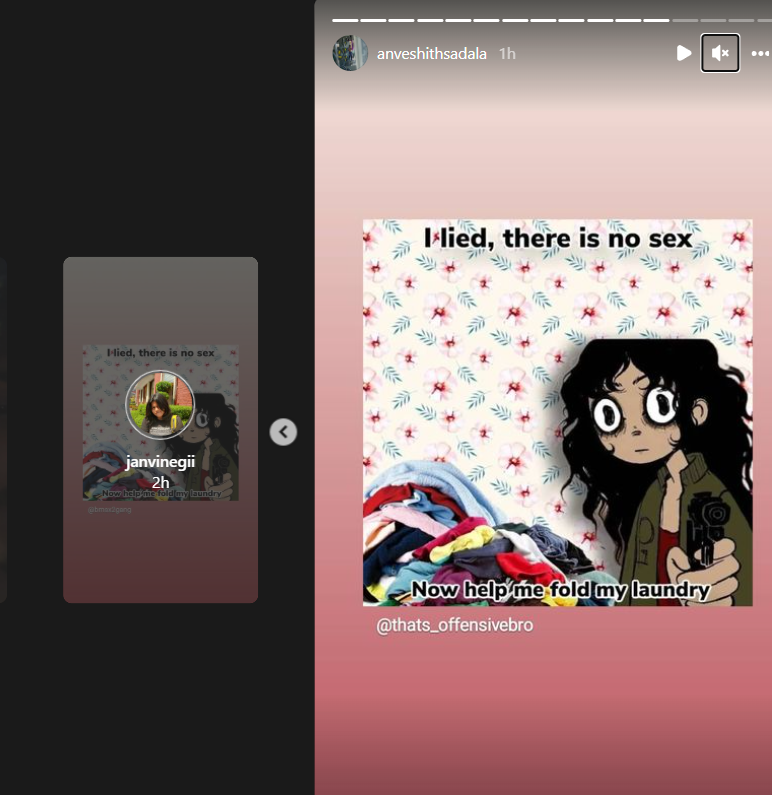 anveshithsadala 1h
I lied, there is no sex
Now help me fold my laundry
@thats_offensivebro
I lied, there is no sex
janvinegii
2h
Now help me fold my laundry